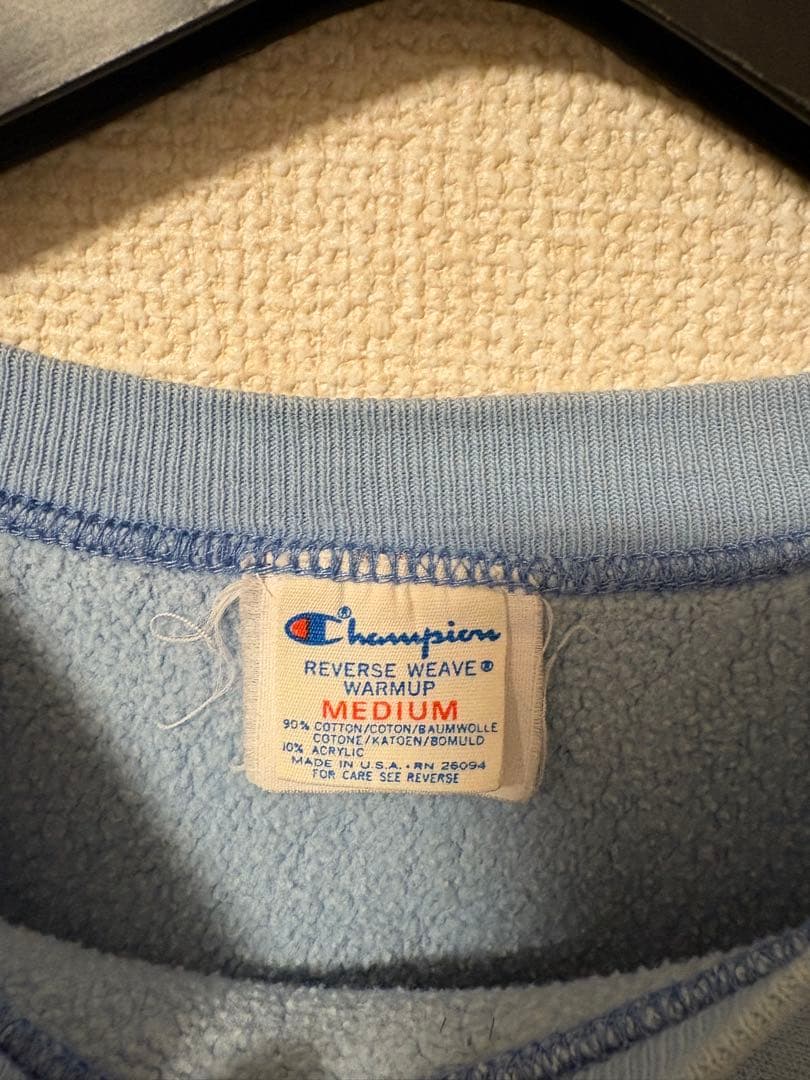 Champion®
REVERSE WEAVE®
WARMUP
MEDIUM
90% COTTON/COTON/BAUMWOLLE
COTONE/KATOEN/BOMULD
10% ACRYLIC
MADE IN U.S.A. • RN 26094
FOR CARE SEE REVERSE